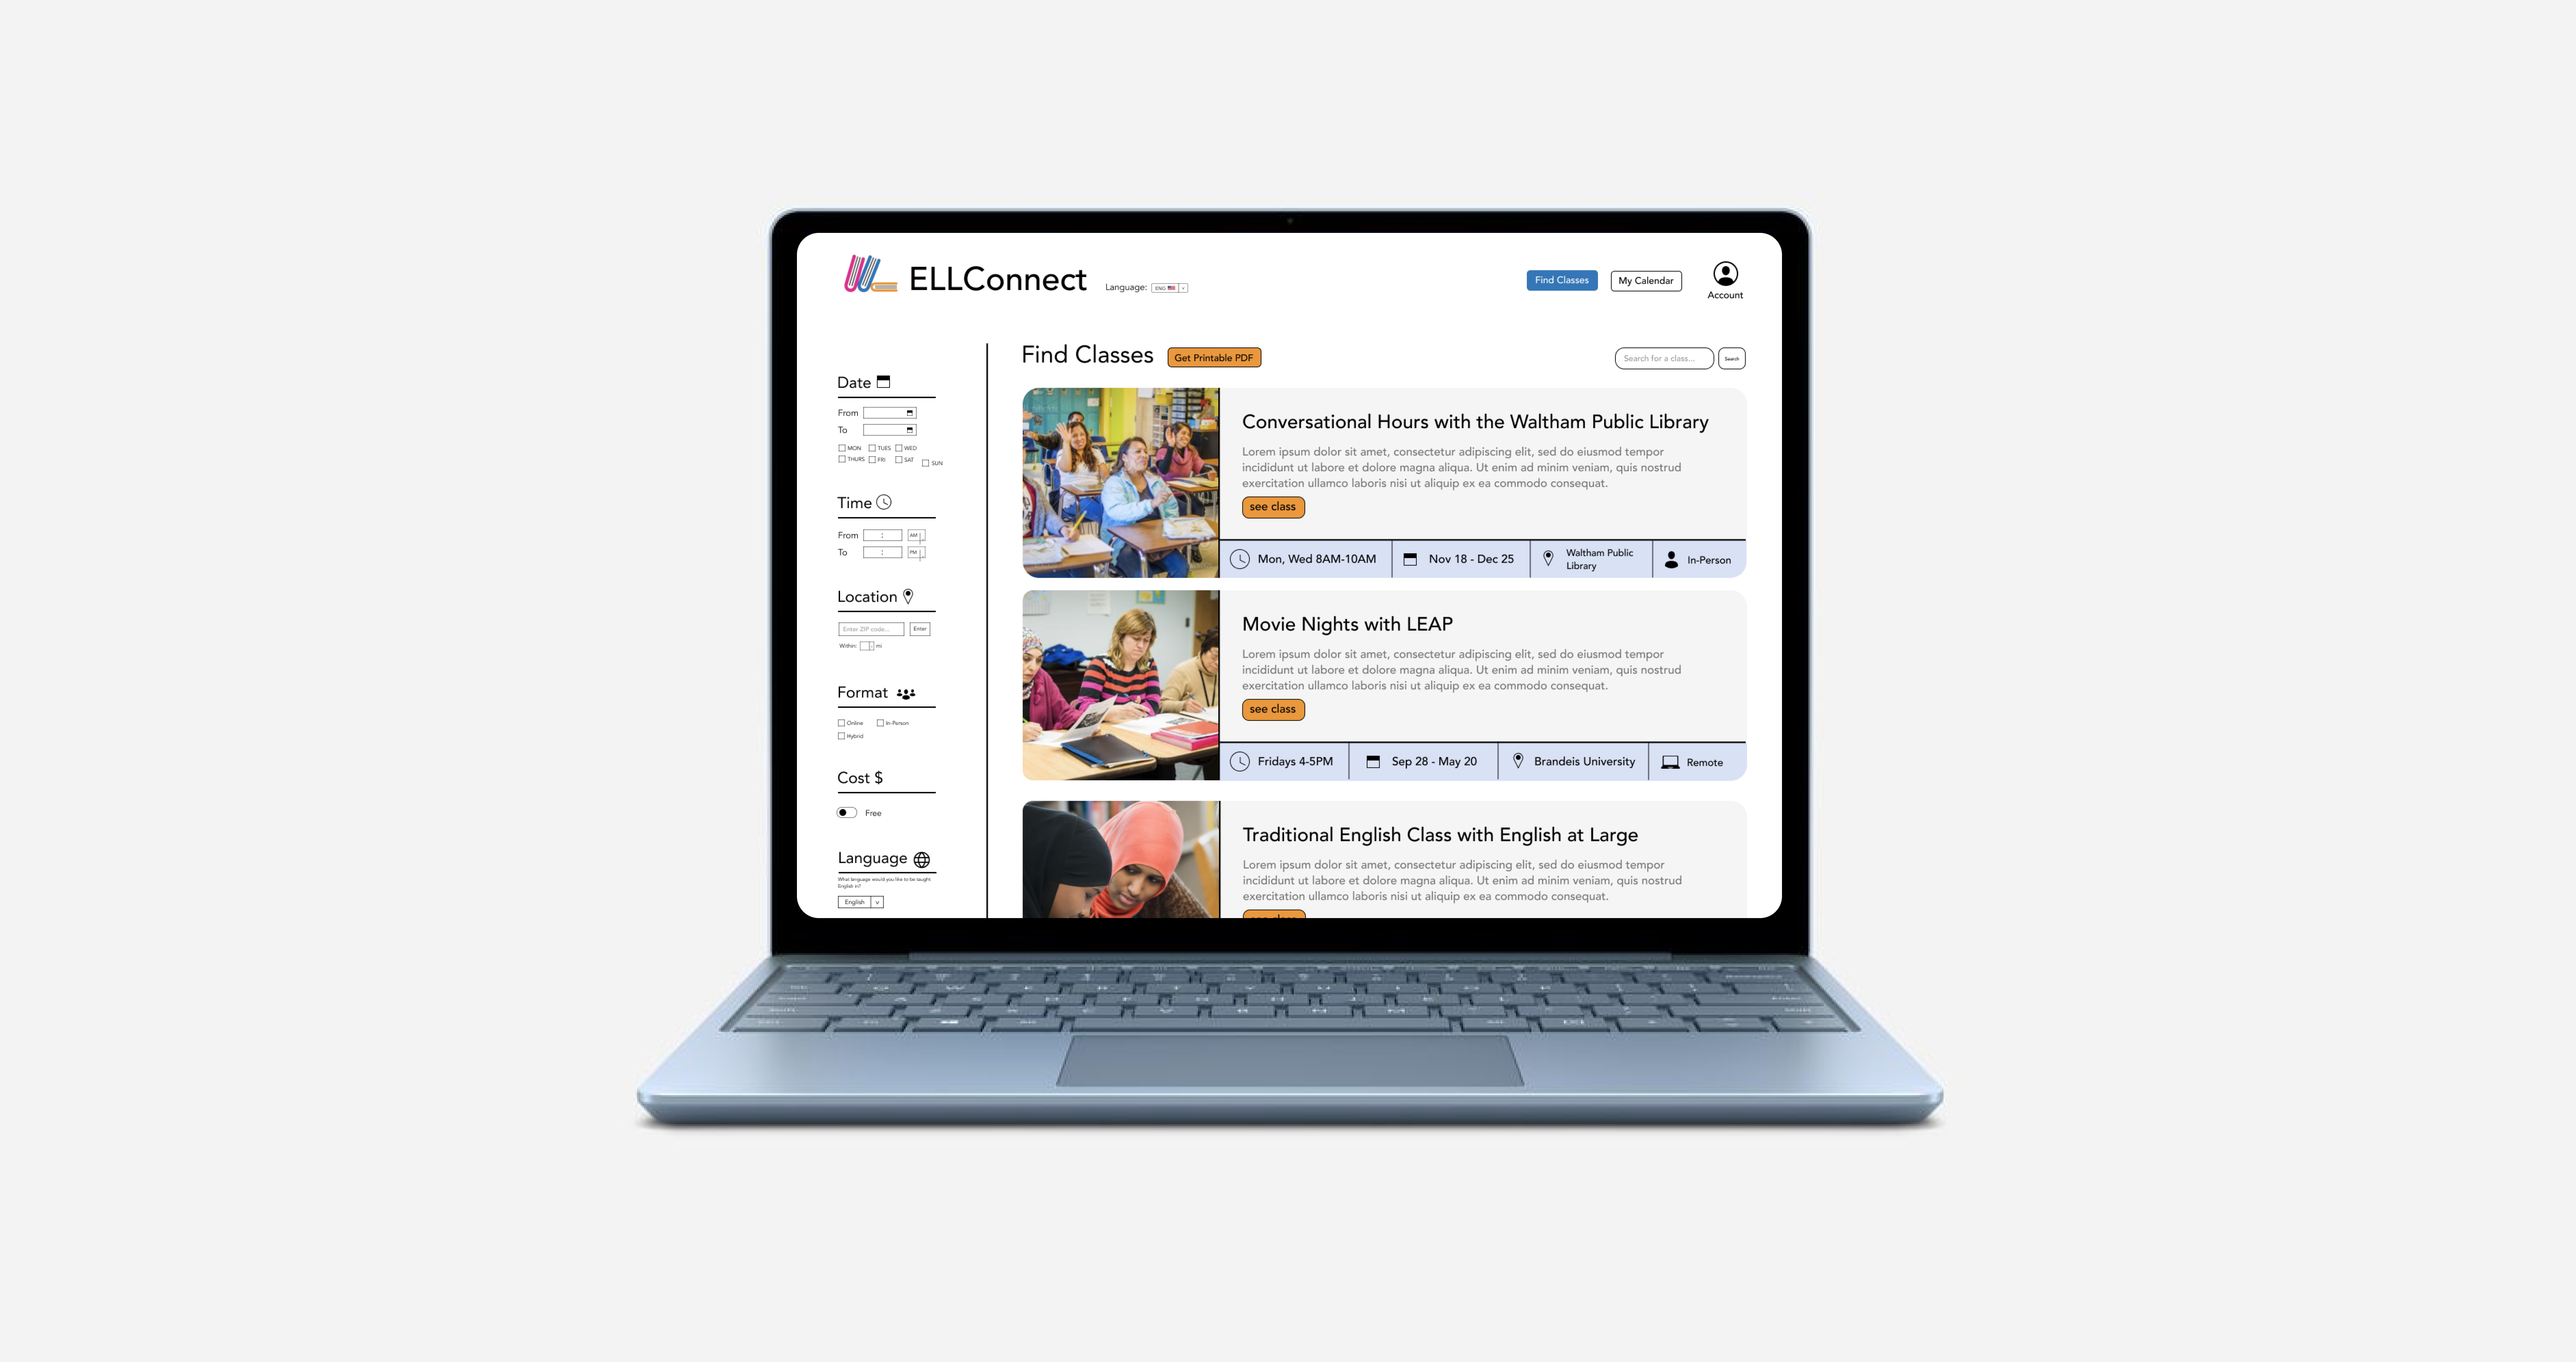 ELLConnect
Language: ENG
Find Classes
My Calendar
Account
Date
From
To
MON TUES WED
THURS FRI SAT SUN
Time
From : AM
To : PM
Location
Enter ZIP code... Enter
Within: mi
Format
Online In-Person
Hybrid
Cost $
Free
Language
What language would you like to be taught
English in?
English v
Find Classes
Get Printable PDF
Search for a class... Search
Conversational Hours with the Waltham Public Library
Lorem ipsum dolor sit amet, consectetur adipiscing elit, sed do eiusmod tempor
incididunt ut labore et dolore magna aliqua. Ut enim ad minim veniam, quis nostrud
exercitation ullamco laboris nisi ut aliquip ex ea commodo consequat.
see class
Mon, Wed 8AM-10AM
Nov 18 - Dec 25
Waltham Public
Library
In-Person
Movie Nights with LEAP
Lorem ipsum dolor sit amet, consectetur adipiscing elit, sed do eiusmod tempor
incididunt ut labore et dolore magna aliqua. Ut enim ad minim veniam, quis nostrud
exercitation ullamco laboris nisi ut aliquip ex ea commodo consequat.
see class
Fridays 4-5PM
Sep 28 - May 20
Brandeis University
Remote
Traditional English Class with English at Large
Lorem ipsum dolor sit amet, consectetur adipiscing elit, sed do eiusmod tempor
incididunt ut labore et dolore magna aliqua. Ut enim ad minim veniam, quis nostrud
exercitation ullamco laboris nisi ut aliquip ex ea commodo consequat.